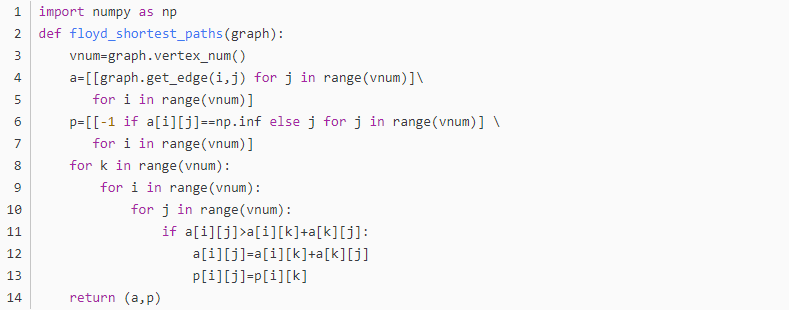 1 import numpy as np
2 def floyd_shortest_paths(graph):
3     vnum=graph.vertex_num()
4     a=[[graph.get_edge(i,j) for j in range(vnum)]\
5        for i in range(vnum)]
6     p=[[-1 if a[i][j]==np.inf else j for j in range(vnum)] \
7        for i in range(vnum)]
8     for k in range(vnum):
9         for i in range(vnum):
10             for j in range(vnum):
11                 if a[i][j]>a[i][k]+a[k][j]:
12                     a[i][j]=a[i][k]+a[k][j]
13                     p[i][j]=p[i][k]
14     return (a,p)